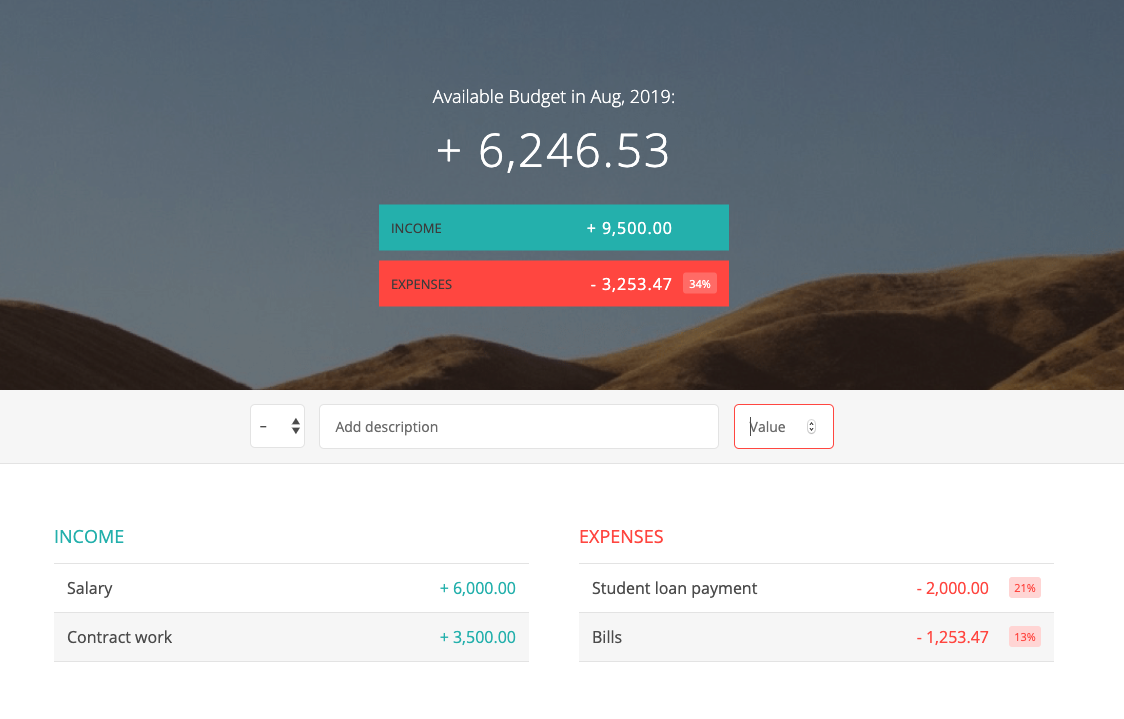 Available Budget in Aug, 2019:
+ 6,246.53
INCOME + 9,500.00
EXPENSES - 3,253.47 34%
- Add description Value
INCOME
Salary + 6,000.00
Contract work + 3,500.00
EXPENSES
Student loan payment - 2,000.00 21%
Bills - 1,253.47 13%